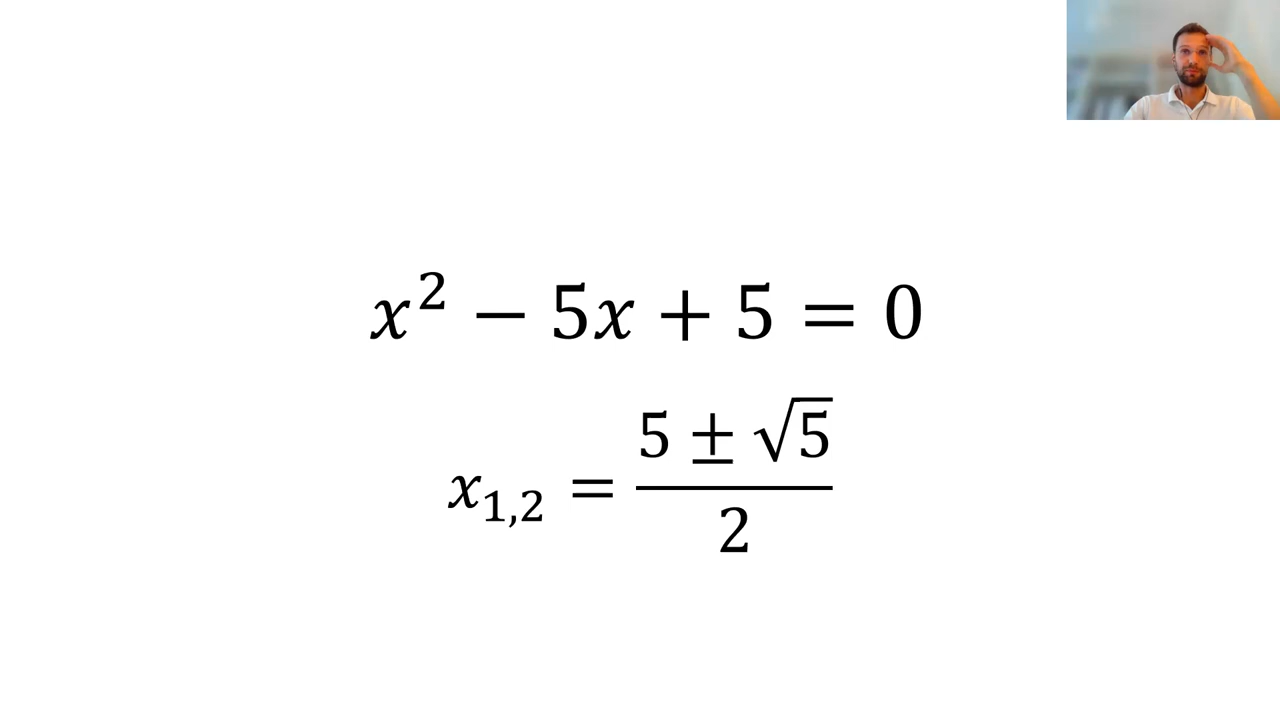 x² − 5x + 5 = 0
x₁,₂ = (5 ± √5) / 2